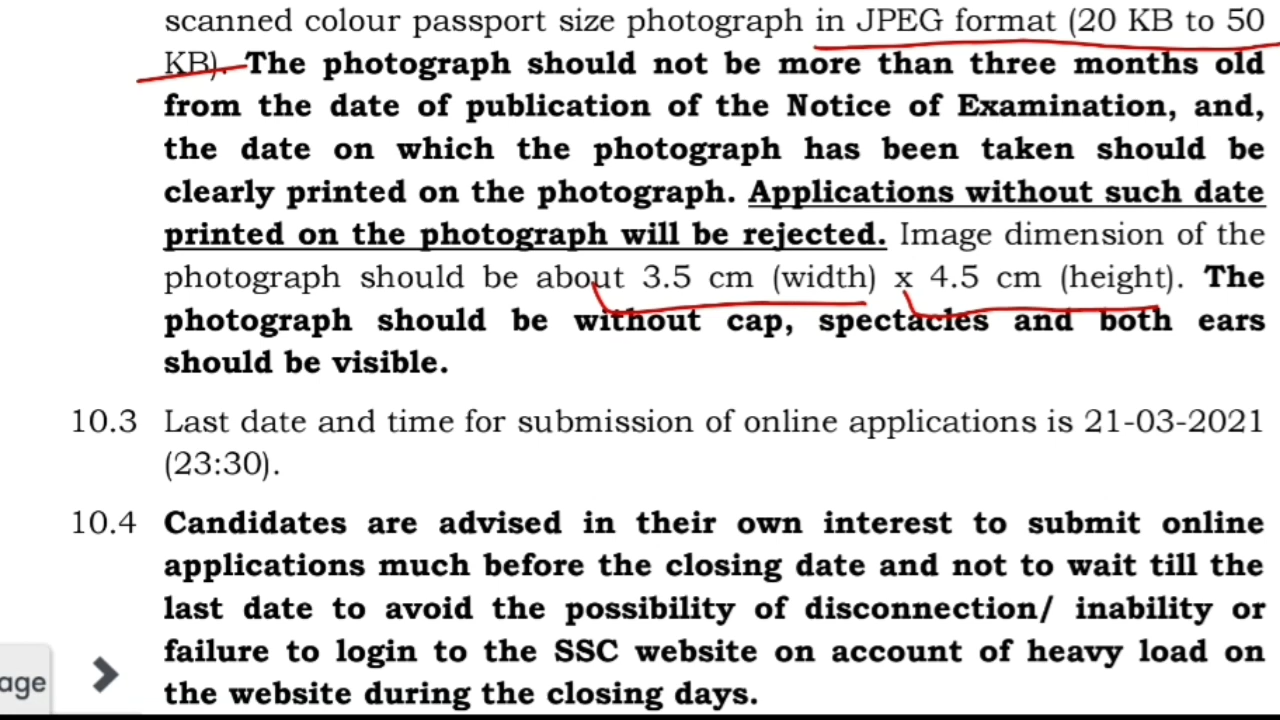 scanned colour passport size photograph in JPEG format (20 KB to 50
KB). The photograph should not be more than three months old
from the date of publication of the Notice of Examination, and,
the date on which the photograph has been taken should be
clearly printed on the photograph. Applications without such date
printed on the photograph will be rejected. Image dimension of the
photograph should be about 3.5 cm (width) x 4.5 cm (height). The
photograph should be without cap, spectacles and both ears
should be visible.
10.3 Last date and time for submission of online applications is 21-03-2021
(23:30).
10.4 Candidates are advised in their own interest to submit online
applications much before the closing date and not to wait till the
last date to avoid the possibility of disconnection/ inability or
failure to login to the SSC website on account of heavy load on
the website during the closing days.
age